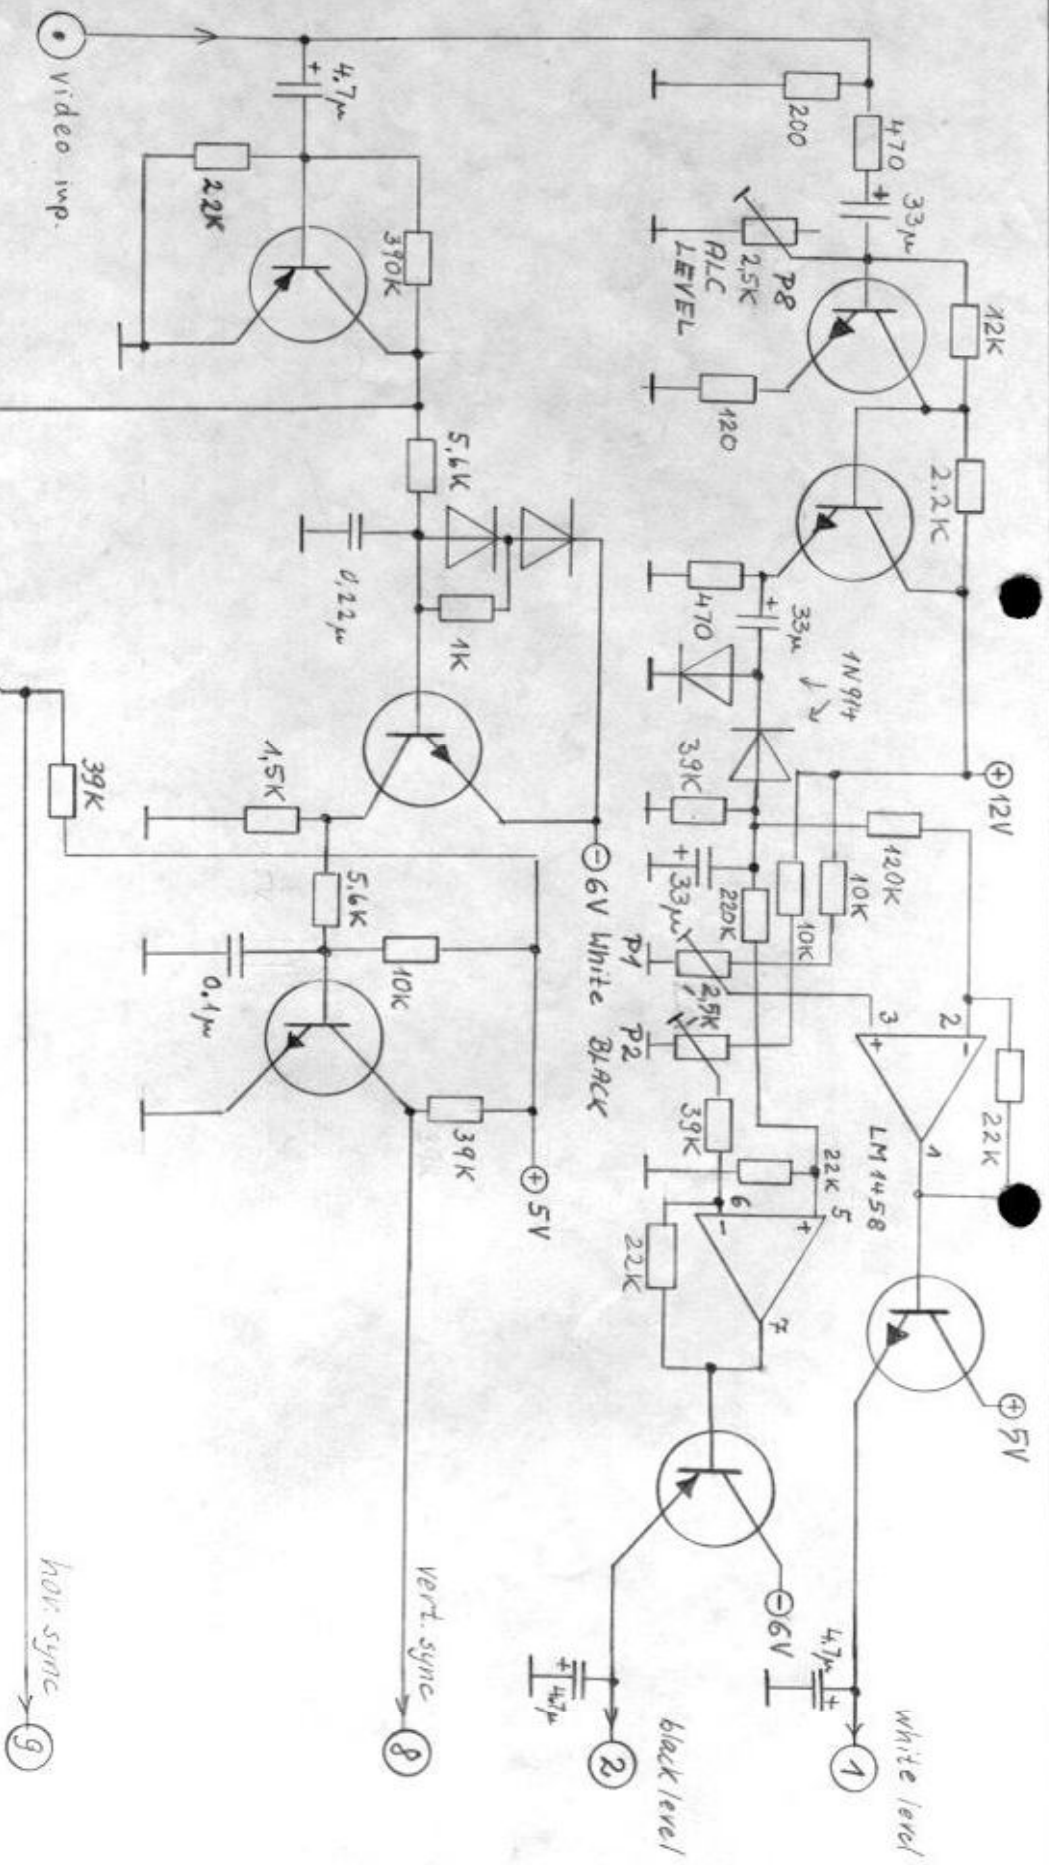 video inp.
4.7µ
22K
390K
200
470
33µ
P8
2,5K
ALC
LEVEL
12K
120
2.2K
5,6K
0,22µ
1K
470
33µ
1N914
39K
33µ
220K
10K
10K
120K
12V
P1
White
2,5K
P2
BLACK
6V
1,5K
39K
5.6K
0.1µ
10K
39K
5V
3
2
+
-
1
22K
LM1458
39K
22K
5
6
+
-
7
22K
5V
6V
4.7µ
4.7µ
white level
1
black level
2
vert. sync
8
hor. sync
9